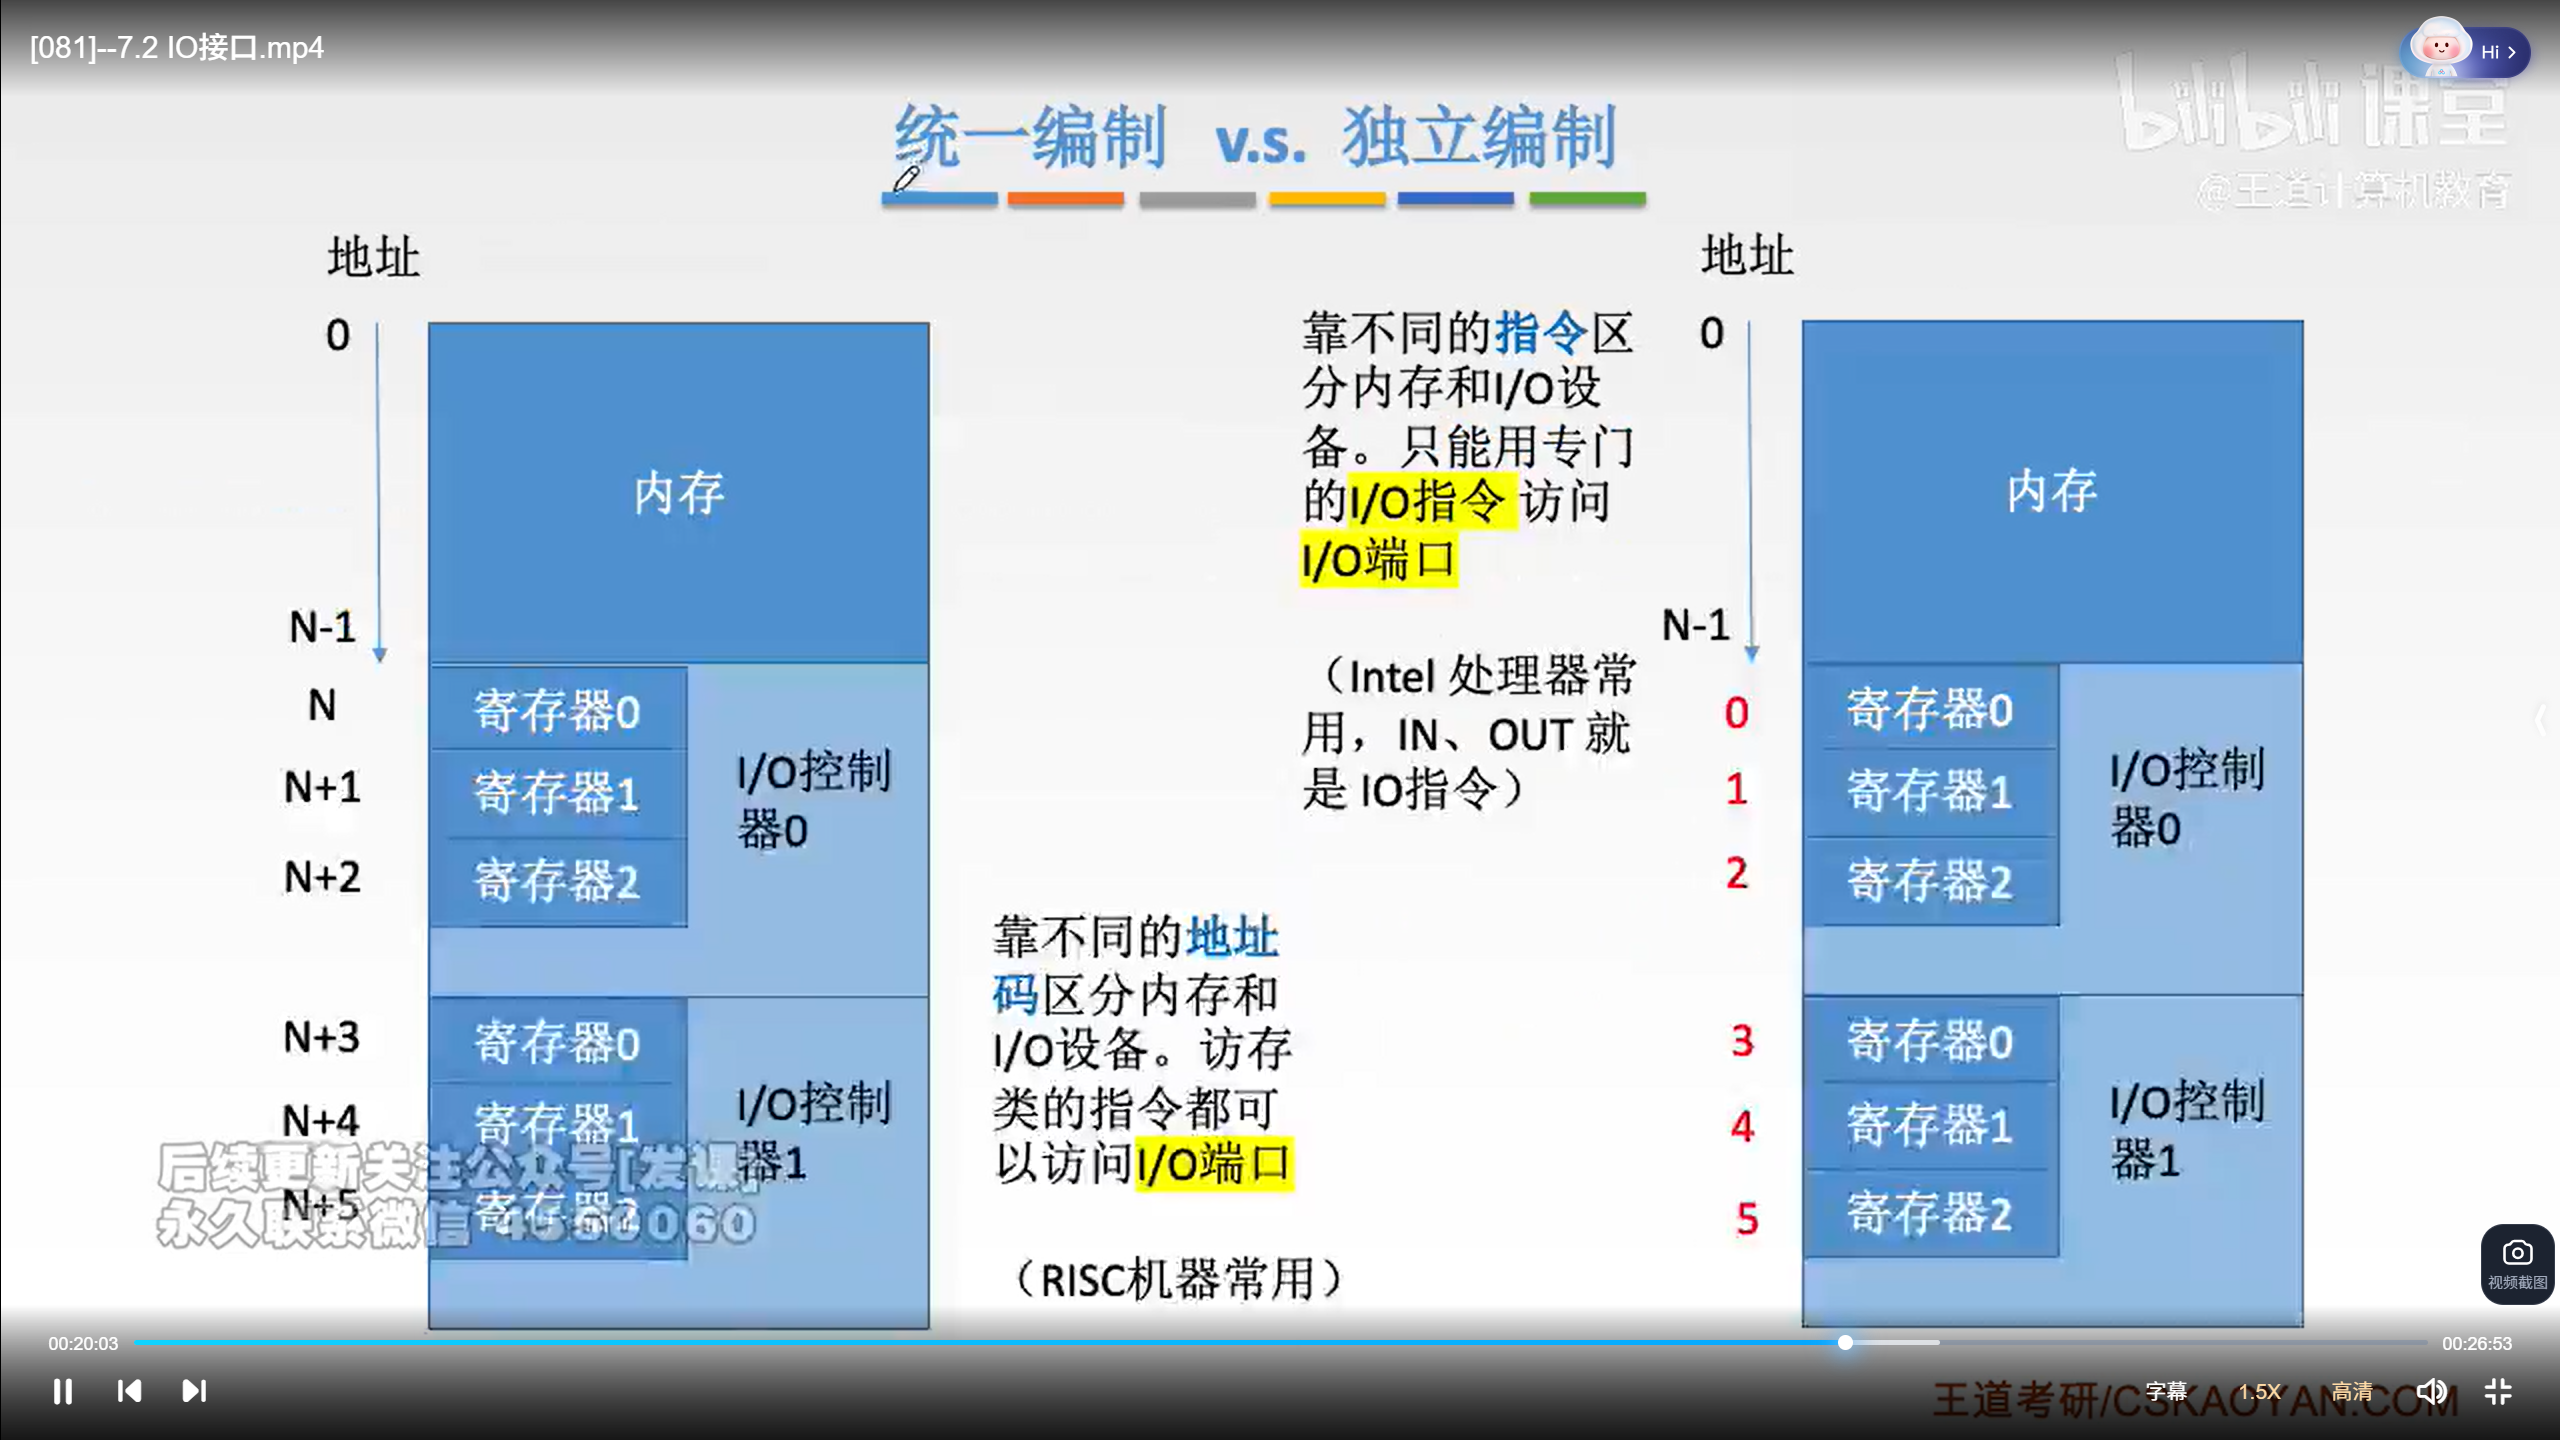 [081]--7.2 IO接口.mp4
Hi
bilibili 课堂
@王道计算机教育
统一编制 v.s. 独立编制
地址
0
N-1
N
N+1
N+2
N+3
N+4
N+5
内存
寄存器0
寄存器1
寄存器2
I/O控制
器0
寄存器0
寄存器1
寄存器2
I/O控制
器1
靠不同的地址
码区分内存和
I/O设备。访存
类的指令都可
以访问I/O端口
（RISC机器常用）
靠不同的指令区
分内存和I/O设
备。只能用专门
的I/O指令 访问
I/O端口
（Intel 处理器常
用，IN、OUT 就
是 IO指令）
地址
0
N-1
0
1
2
3
4
5
内存
寄存器0
寄存器1
寄存器2
I/O控制
器0
寄存器0
寄存器1
寄存器2
I/O控制
器1
后续更新关注公众号[发课]
永久联系微信
视频截图
00:20:03
00:26:53
字幕
1.5X
高清
王道考研/CSKAOYAN.COM